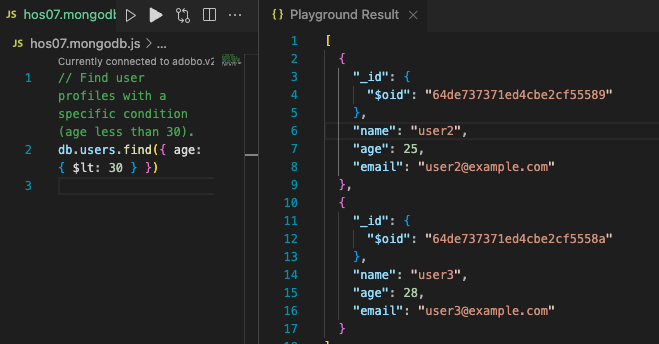 JS hos07.mongodb
JS hos07.mongodb.js > ...
Currently connected to adobo.v2
1 // Find user
profiles with a
specific condition
(age less than 30).
2 db.users.find({ age:
{ $lt: 30 } })
3
{} Playground Result
1 [
2 {
3 "_id": {
4 "$oid": "64de737371ed4cbe2cf55589"
5 },
6 "name": "user2",
7 "age": 25,
8 "email": "user2@example.com"
9 },
10 {
11 "_id": {
12 "$oid": "64de737371ed4cbe2cf5558a"
13 },
14 "name": "user3",
15 "age": 28,
16 "email": "user3@example.com"
17 }